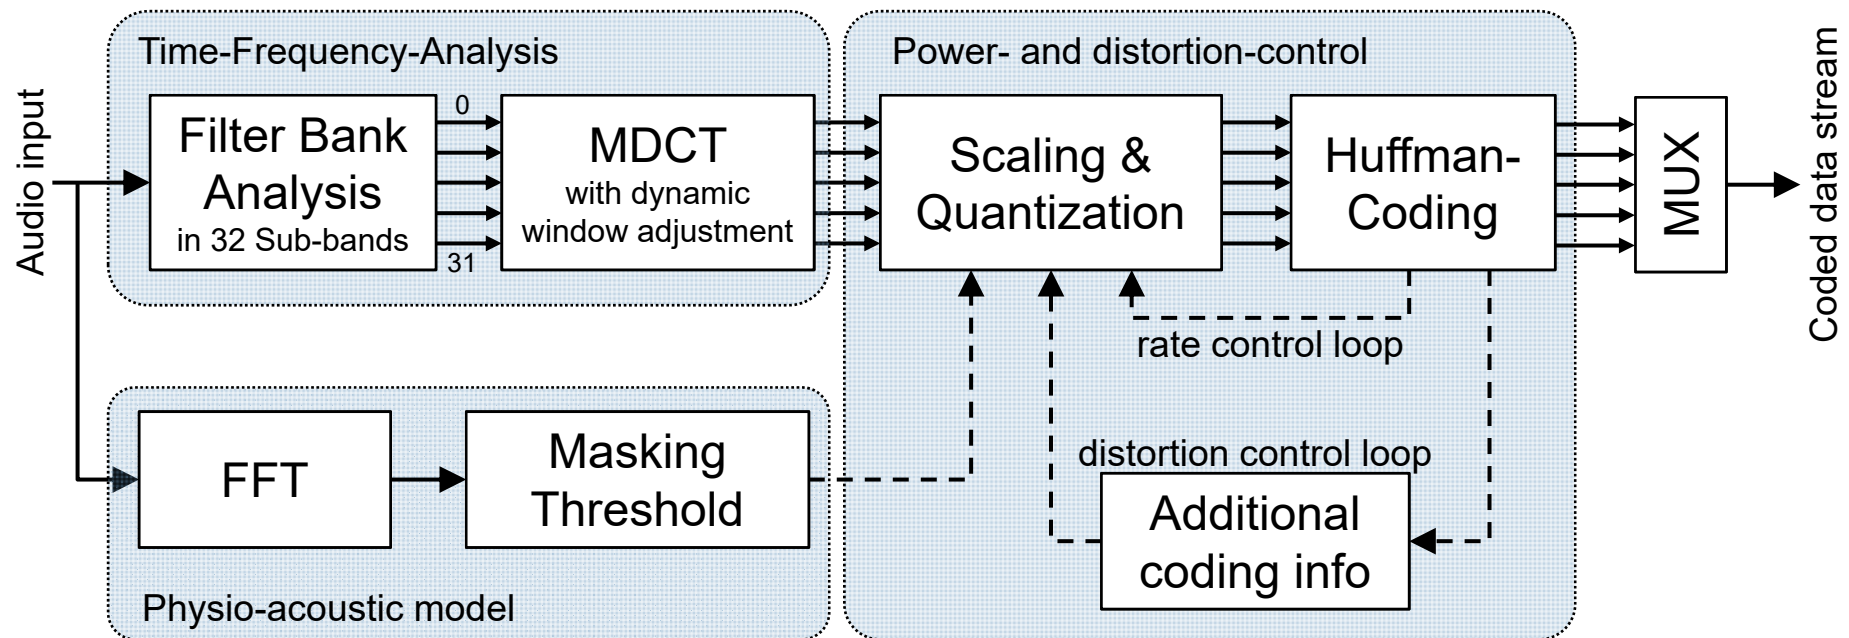 Time-Frequency-Analysis
Power- and distortion-control
Audio input
Filter Bank
Analysis
in 32 Sub-bands
0
31
MDCT
with dynamic
window adjustment
Scaling &
Quantization
Huffman-
Coding
MUX
Coded data stream
rate control loop
FFT
Masking
Threshold
distortion control loop
Additional
coding info
Physio-acoustic model